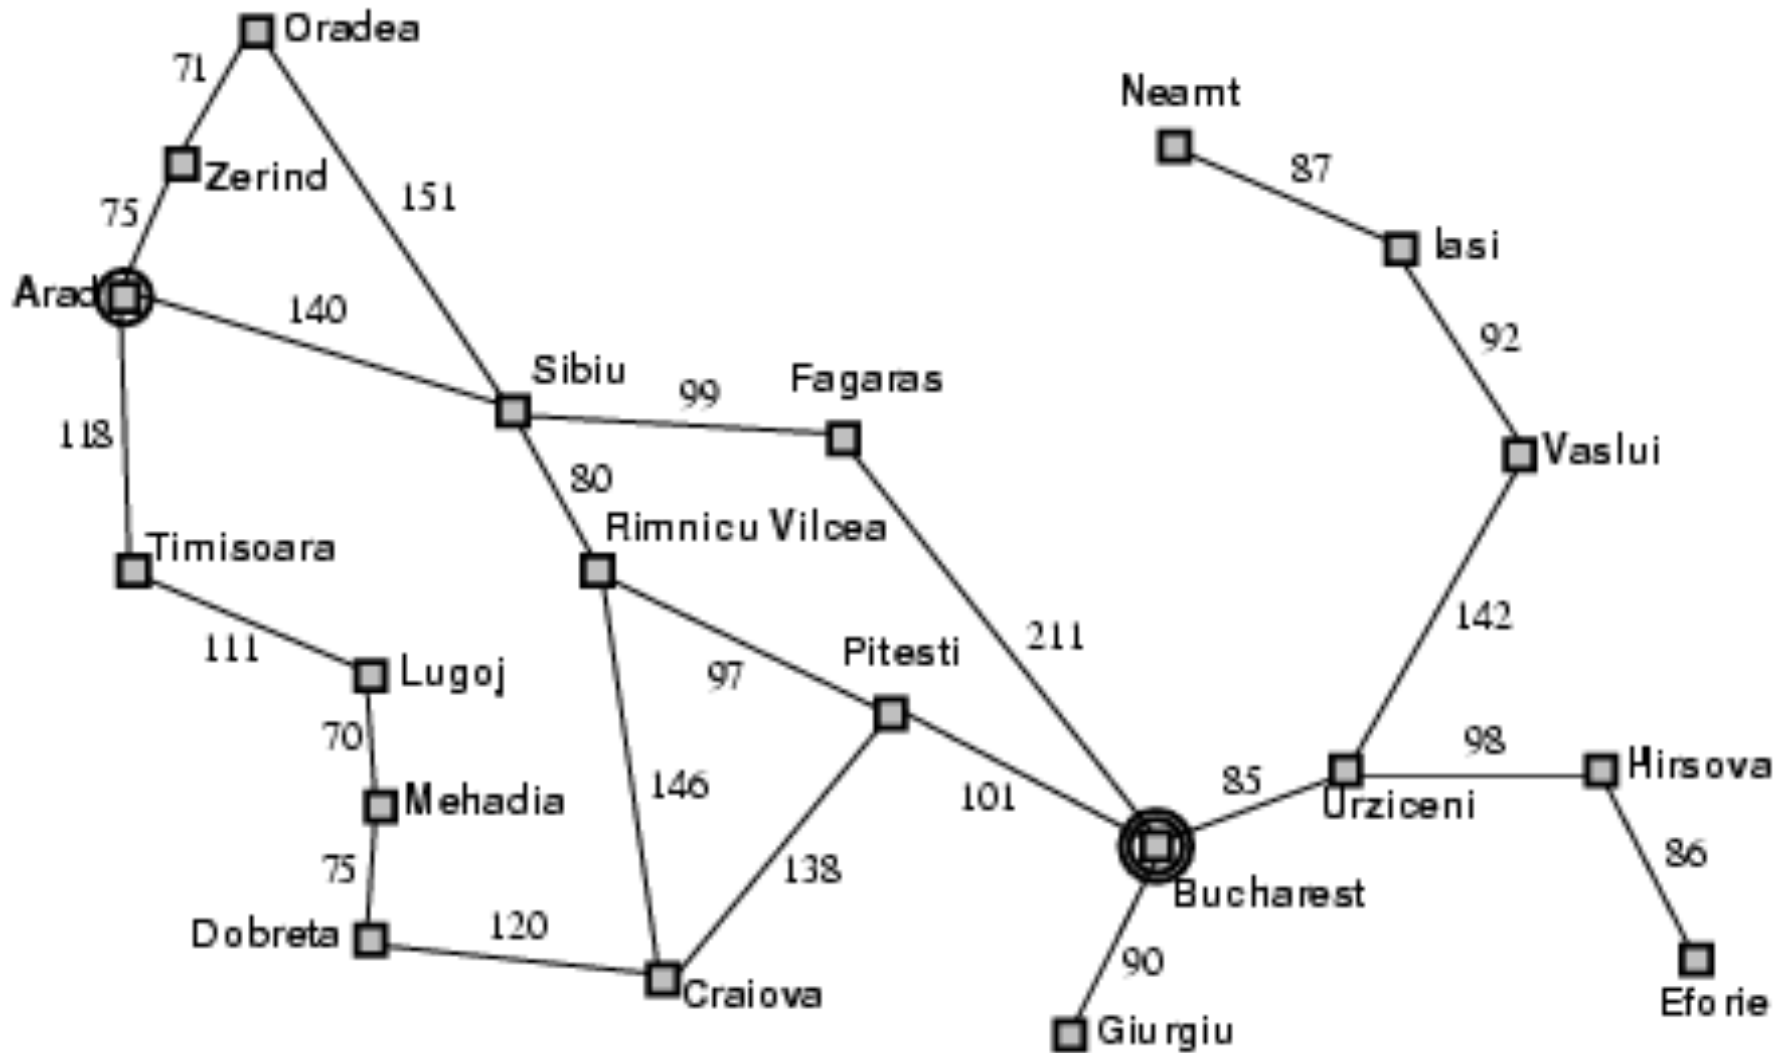 Oradea
71
Neamt
Zerind
87
151
75
Iasi
Arad
140
92
Sibiu
Fagaras
99
118
Vaslui
80
Rimnicu Vilcea
Timisoara
142
211
111
Pitesti
Lugoj
97
70
98
Hirsova
146
85
Mehadia
101
Urziceni
86
75
138
Bucharest
Dobreta
120
90
Craiova
Eforie
Giurgiu